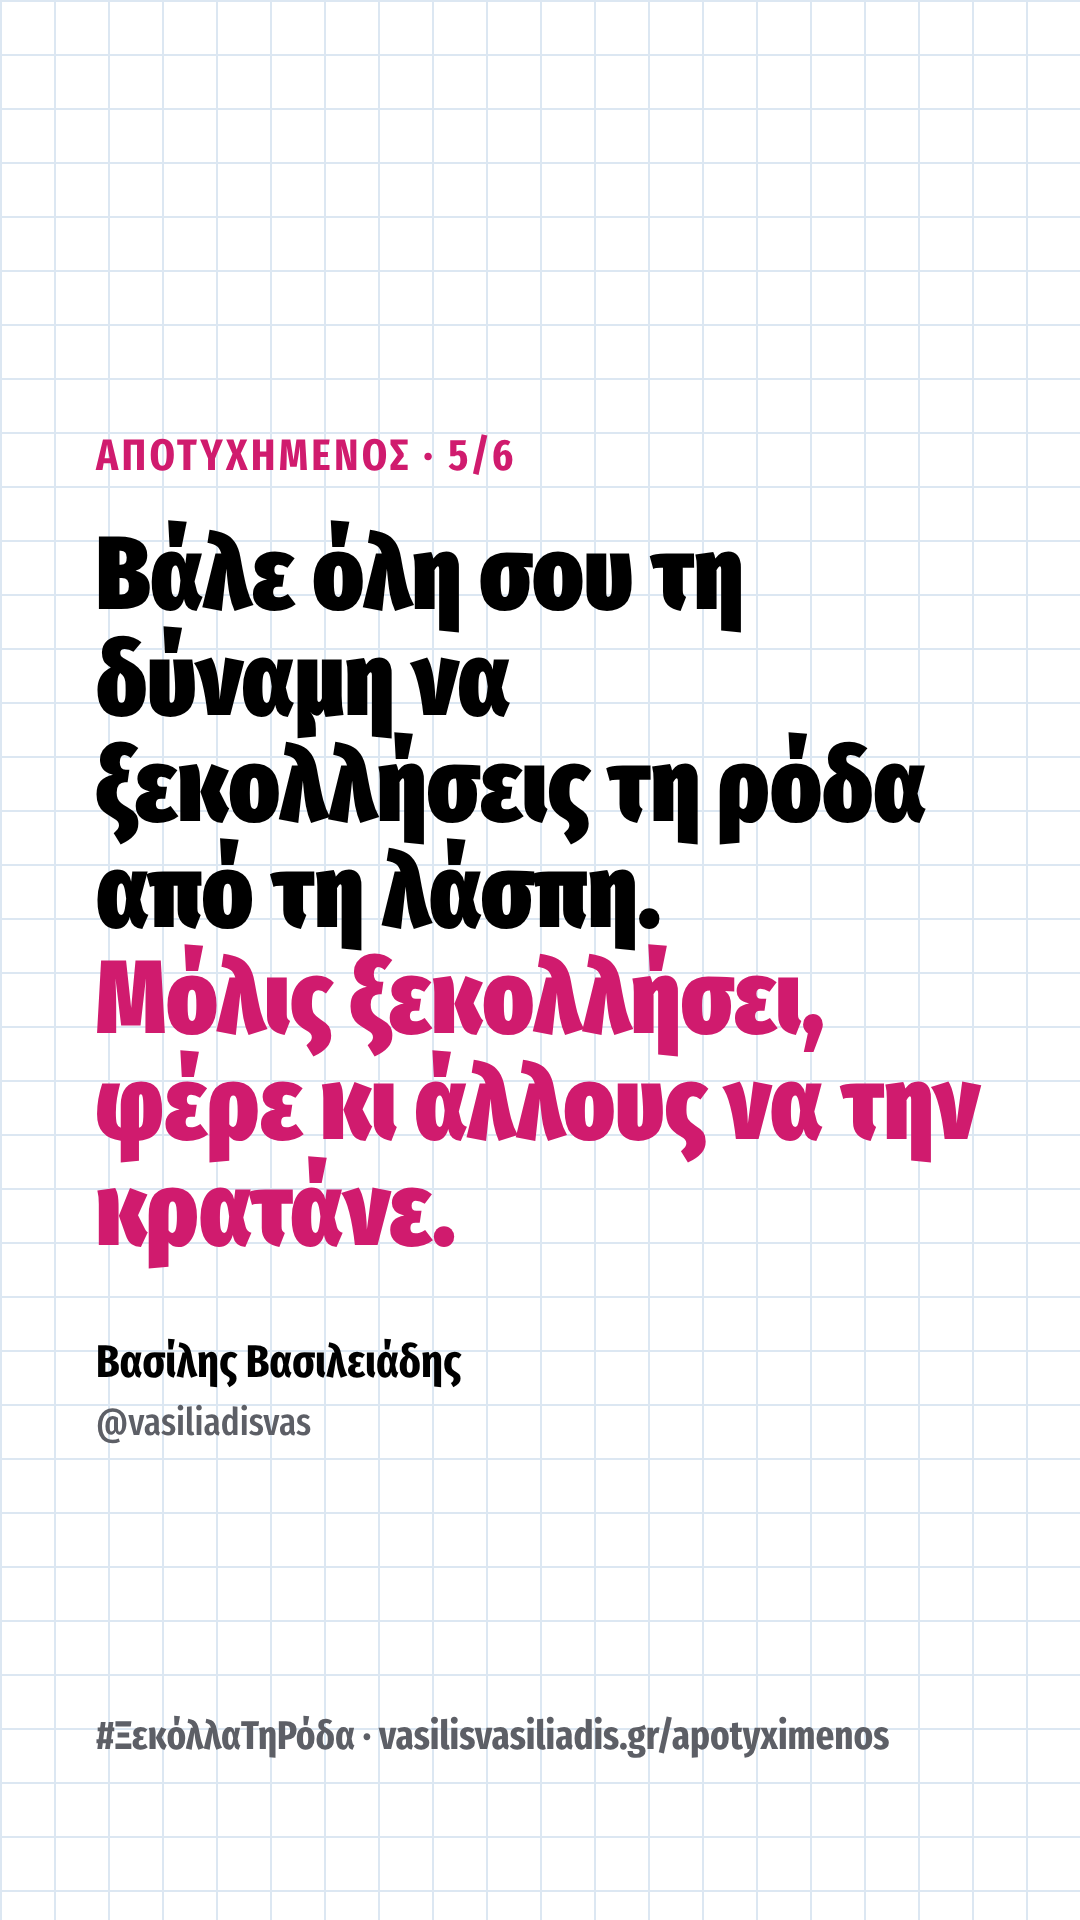 ΑΠΟΤΥΧΗΜΕΝΟΣ · 5/6
Βάλε όλη σου τη
δύναμη να
ξεκολλήσεις τη ρόδα
από τη λάσπη.
Μόλις ξεκολλήσει,
φέρε κι άλλους να την
κρατάνε.
Βασίλης Βασιλειάδης
@vasiliadisvas
#ΞεκόλλαΤηΡόδα · vasilisvasiliadis.gr/apotyximenos